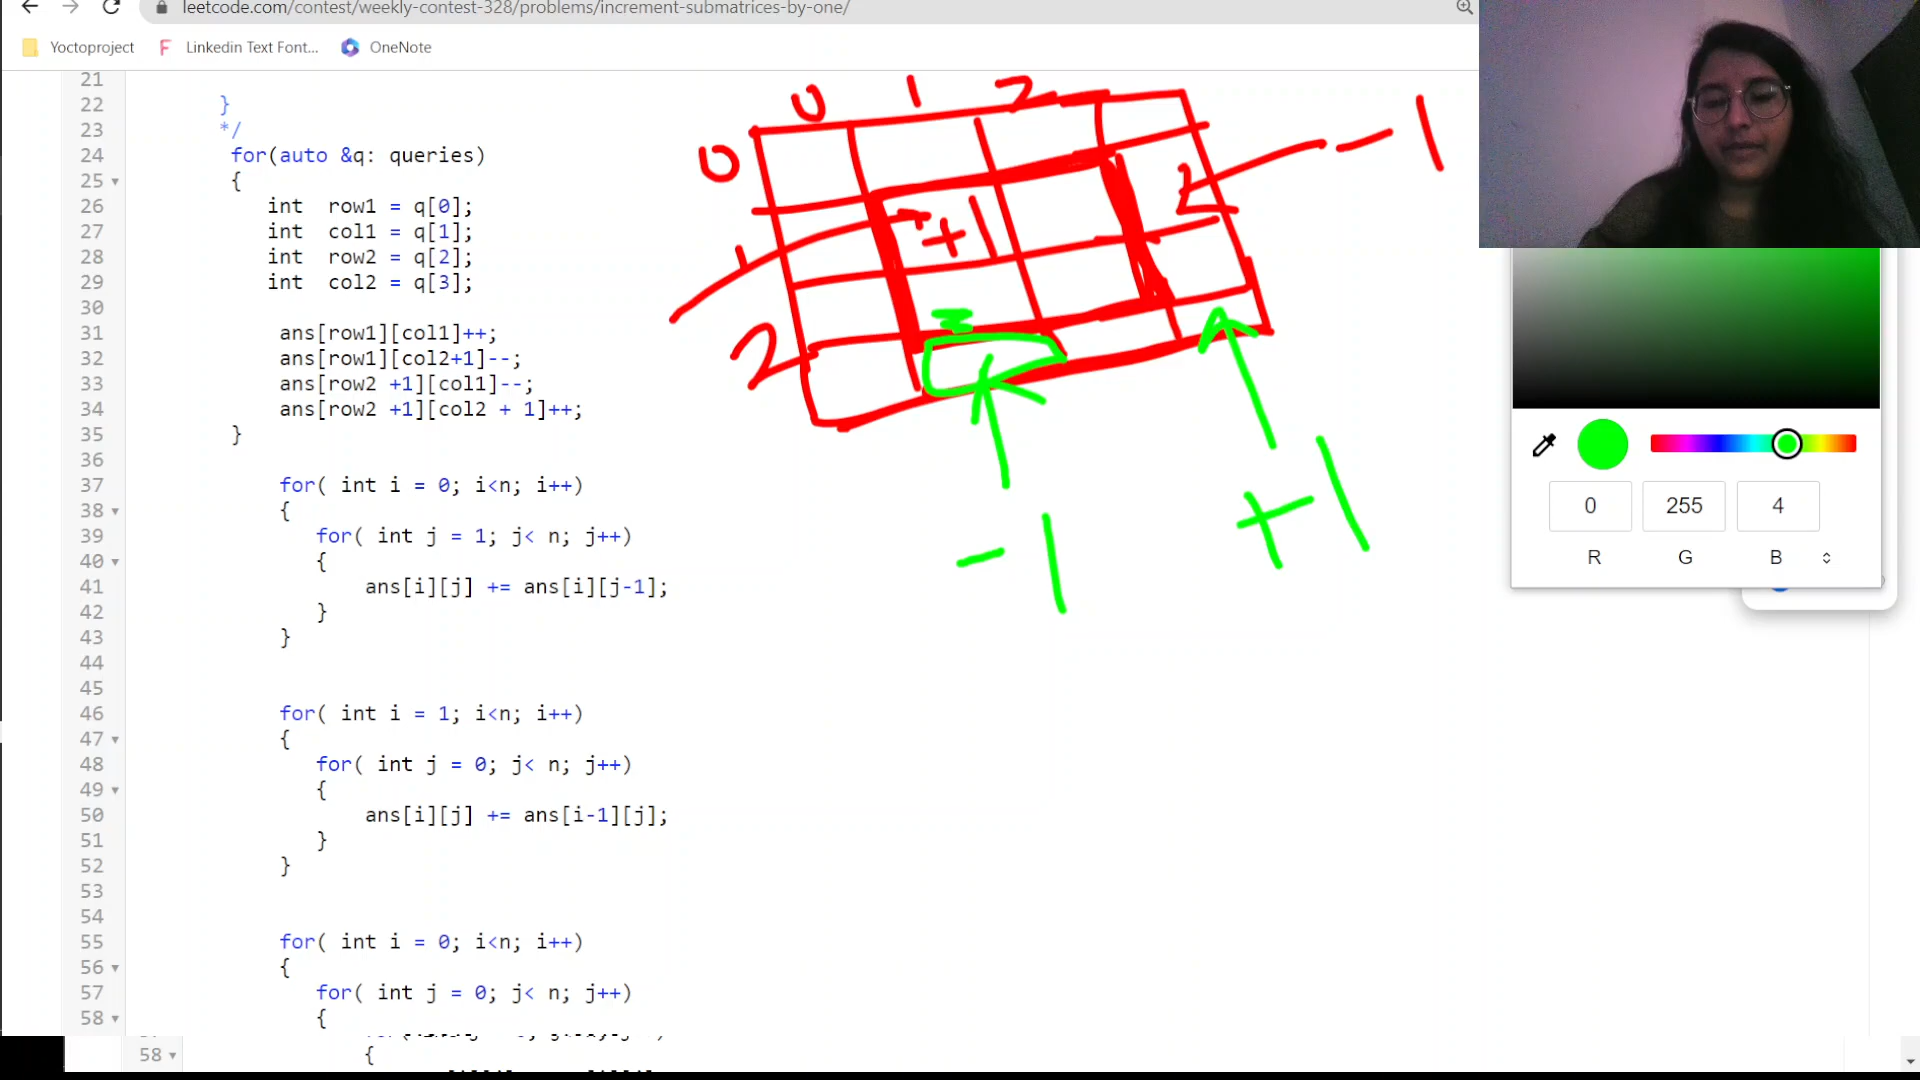 leetcode.com/contest/weekly-contest-328/problems/increment-submatrices-by-one/
Yoctoproject
Linkedin Text Font...
OneNote
21
22 }
23 */
24 for(auto &q: queries)
25 {
26 int row1 = q[0];
27 int col1 = q[1];
28 int row2 = q[2];
29 int col2 = q[3];
30
31 ans[row1][col1]++;
32 ans[row1][col2+1]--;
33 ans[row2 +1][col1]--;
34 ans[row2 +1][col2 + 1]++;
35 }
36
37 for( int i = 0; i<n; i++)
38 {
39 for( int j = 1; j< n; j++)
40 {
41 ans[i][j] += ans[i][j-1];
42 }
43 }
44
45
46 for( int i = 1; i<n; i++)
47 {
48 for( int j = 0; j< n; j++)
49 {
50 ans[i][j] += ans[i-1][j];
51 }
52 }
53
54
55 for( int i = 0; i<n; i++)
56 {
57 for( int j = 0; j< n; j++)
58 {
58 {
0 1 2
0
1
2
+1
-1
-1
+1
0 255 4
R G B